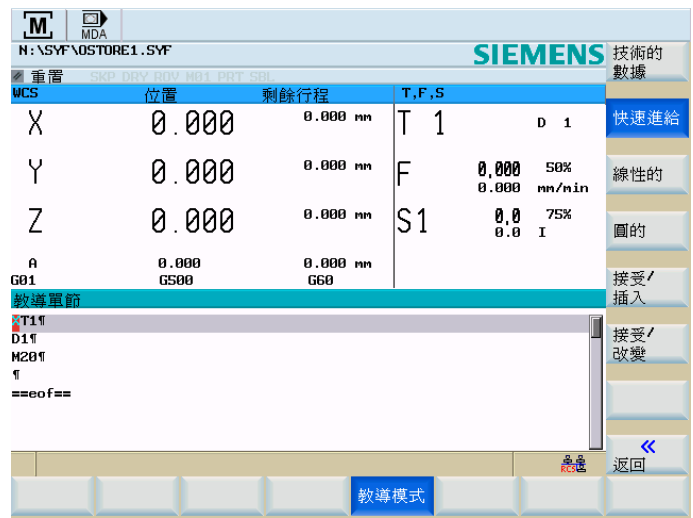 M
MDA
N:\SYF\OSTORE1.SYF
SIEMENS
技術的
數據
重置 SKP DRY ROV M01 PRT SBL
WCS 位置 剩餘行程 T,F,S
快速進給
X 0.000 0.000 mm T 1 D 1
Y 0.000 0.000 mm F 0,000 50%
0.000 mm/min
線性的
Z 0.000 0.000 mm S1 0,0 75%
0.0 I
圓的
A 0.000 0.000 mm
G01 G500 G60
接受/
插入
教導單節
T1¶
D1¶
M20¶
¶
==eof==
接受/
改變
RCS
«
返回
教導模式